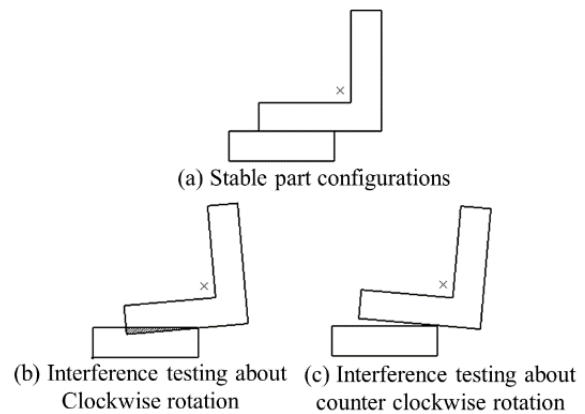 (a) Stable part configurations
(b) Interference testing about
Clockwise rotation
(c) Interference testing about
counter clockwise rotation